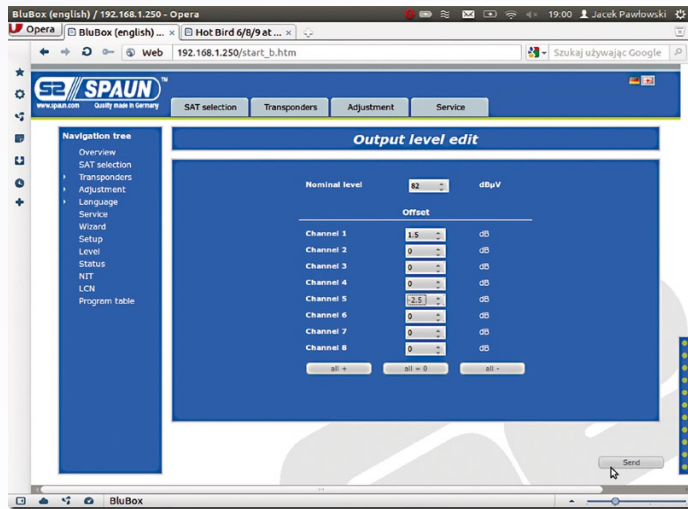 BluBox (english) / 192.168.1.250 - Opera
19:00 Jacek Pawłowski
Opera
BluBox (english) ... ×
Hot Bird 6/8/9 at ... ×
Web 192.168.1.250/start_b.htm
Szukaj używając Google
SPAUN™
www.spaun.com Quality made in Germany
SAT selection Transponders Adjustment Service
Navigation tree
Overview
SAT selection
Transponders
Adjustment
Language
Service
Wizard
Setup
Level
Status
NIT
LCN
Program table
Output level edit
Nominal level 82 dBµV
Offset
Channel 1 1.5 dB
Channel 2 0 dB
Channel 3 0 dB
Channel 4 0 dB
Channel 5 -2.5 dB
Channel 6 0 dB
Channel 7 0 dB
Channel 8 0 dB
all + all = 0 all -
Send
BluBox